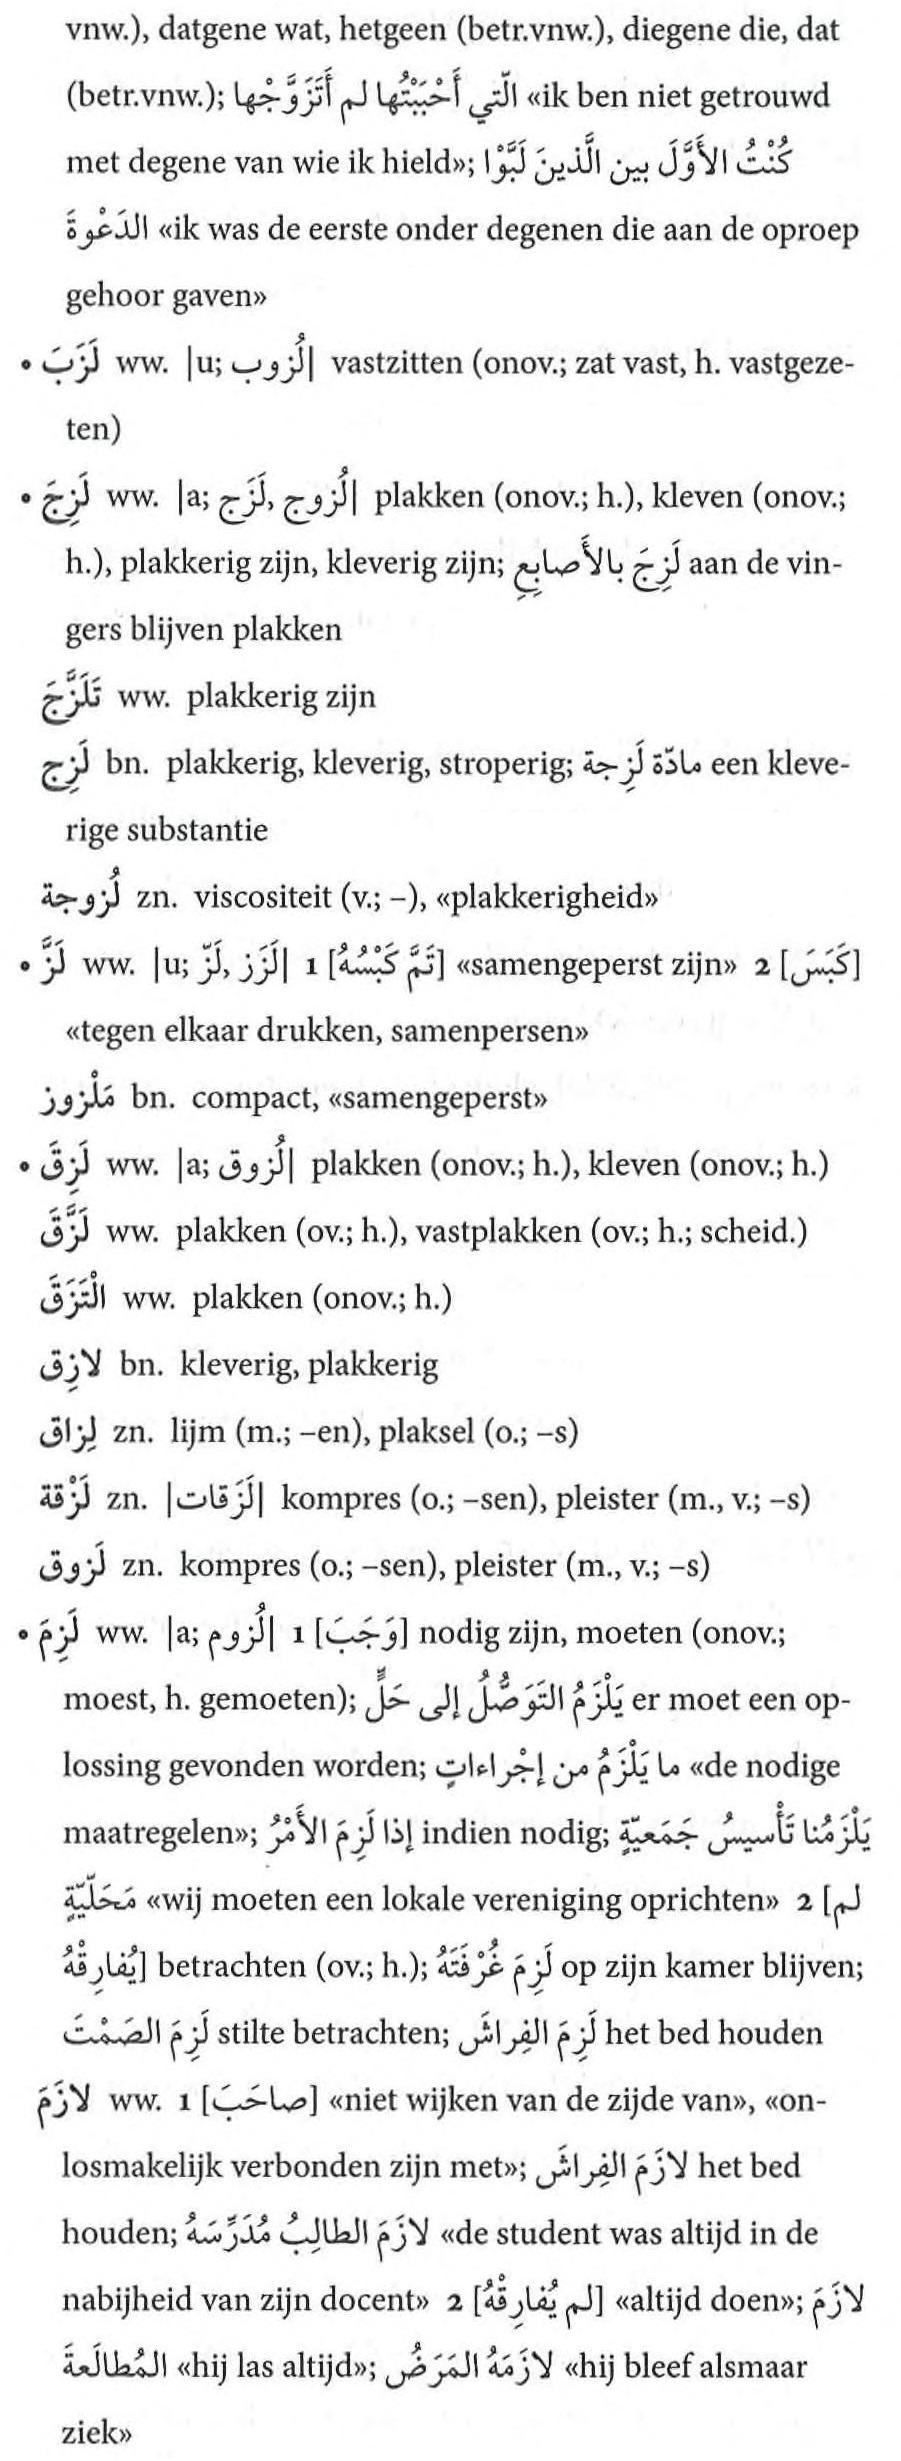 vnw.), datgene wat, hetgeen (betr.vnw.), diegene die, dat
(betr.vnw.); الّتي أَحْبَبْتُها لم أَتَزَوَّجْها «ik ben niet getrouwd
met degene van wie ik hield»; كُنْتُ الأَوَّلَ بين الَّذينَ لَبَّوْا
الدَعْوةَ «ik was de eerste onder degenen die aan de oproep
gehoor gaven»
• لَزَبَ ww. |u; لُزوب| vastzitten (onov.; zat vast, h. vastgeze-
ten)
• لَزِجَ ww. |a; لَزَج, لُزوج| plakken (onov.; h.), kleven (onov.;
h.), plakkerig zijn, kleverig zijn; لَزِجَ بالأَصابِعِ aan de vin-
gers blijven plakken
تَلَزَّجَ ww. plakkerig zijn
لَزِج bn. plakkerig, kleverig, stroperig; مادّة لَزِجة een kleve-
rige substantie
لُزوجة zn. viscositeit (v.; –), «plakkerigheid»
• لَزَّ ww. |u; لَزّ, لَزَز| 1 [تَمَّ كَبْسُهُ] «samengeperst zijn» 2 [كَبَسَ]
«tegen elkaar drukken, samenpersen»
مَلْزوز bn. compact, «samengeperst»
• لَزِقَ ww. |a; لُزوق| plakken (onov.; h.), kleven (onov.; h.)
لَزَّقَ ww. plakken (ov.; h.), vastplakken (ov.; h.; scheid.)
الْتَزَقَ ww. plakken (onov.; h.)
لازِق bn. kleverig, plakkerig
لِزاق zn. lijm (m.; –en), plaksel (o.; –s)
لَزْقة zn. |لَزَقات| kompres (o.; –sen), pleister (m., v.; –s)
لَزوق zn. kompres (o.; –sen), pleister (m., v.; –s)
• لَزِمَ ww. |a; لُزوم| 1 [وَجَبَ] nodig zijn, moeten (onov.;
moest, h. gemoeten); يَلْزَمُ التَوَصُّلُ إلى حَلٍّ er moet een op-
lossing gevonden worden; ما يَلْزَمُ من إجْراءاتٍ «de nodige
maatregelen»; إذا لَزِمَ الأَمْرُ indien nodig; يَلْزَمُنا تَأْسيسُ جَمَعيّةٍ
مَحَلّيّةٍ «wij moeten een lokale vereniging oprichten» 2 [لم
يُفارِقْهُ] betrachten (ov.; h.); لَزِمَ غُرْفَتَهُ op zijn kamer blijven;
لَزِمَ الصَمْتَ stilte betrachten; لَزِمَ الفِراشَ het bed houden
لازَمَ ww. 1 [صاحَبَ] «niet wijken van de zijde van», «on-
losmakelijk verbonden zijn met»; لازَمَ الفِراشَ het bed
houden; لازَمَ الطالِبُ مُدَرِّسَهُ «de student was altijd in de
nabijheid van zijn docent» 2 [لم يُفارِقْهُ] «altijd doen»; لازَمَ
المُطالَعةَ «hij las altijd»; لازَمَهُ المَرَضُ «hij bleef alsmaar
ziek»